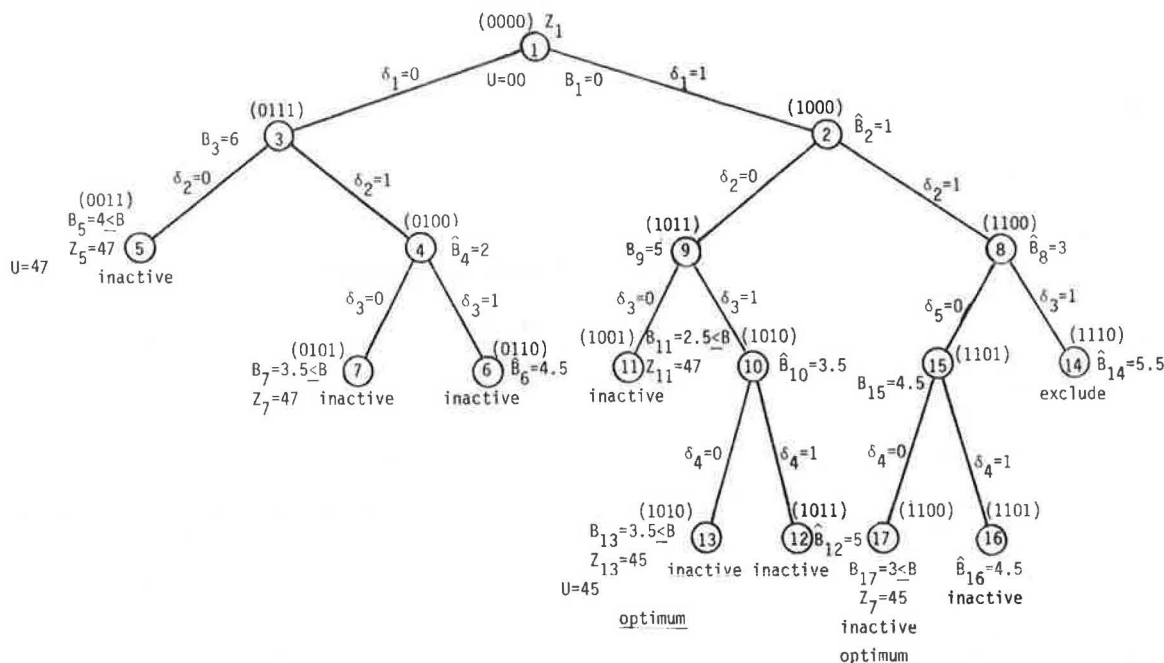 (0000) Z1
1
δ1=0
U=00
B1=0
δ1=1
(0111)
B3=6
3
(1000)
2
B̂2=1
δ2=0
δ2=1
δ2=0
δ2=1
(0011)
B5=4≤B
Z5=47
5
U=47
inactive
(0100)
4
B̂4=2
(1011)
B9=5
9
(1100)
8
B̂8=3
δ3=0
δ3=1
δ3=0
δ3=1
δ5=0
δ3=1
(0101)
B7=3.5≤B
Z7=47
7
inactive
(0110)
6
B̂6=4.5
inactive
(1001)
B11=2.5≤B
11
Z11=47
inactive
(1010)
10
B̂10=3.5
(1101)
B15=4.5
15
(1110)
14
B̂14=5.5
exclude
δ4=0
δ4=1
δ4=0
δ4=1
(1010)
B13=3.5≤B
13
Z13=45
inactive
U=45
optimum
(1011)
12
B̂12=5
inactive
(1100)
17
B17=3≤B
Z7=45
inactive
optimum
(1101)
16
B̂16=4.5
inactive